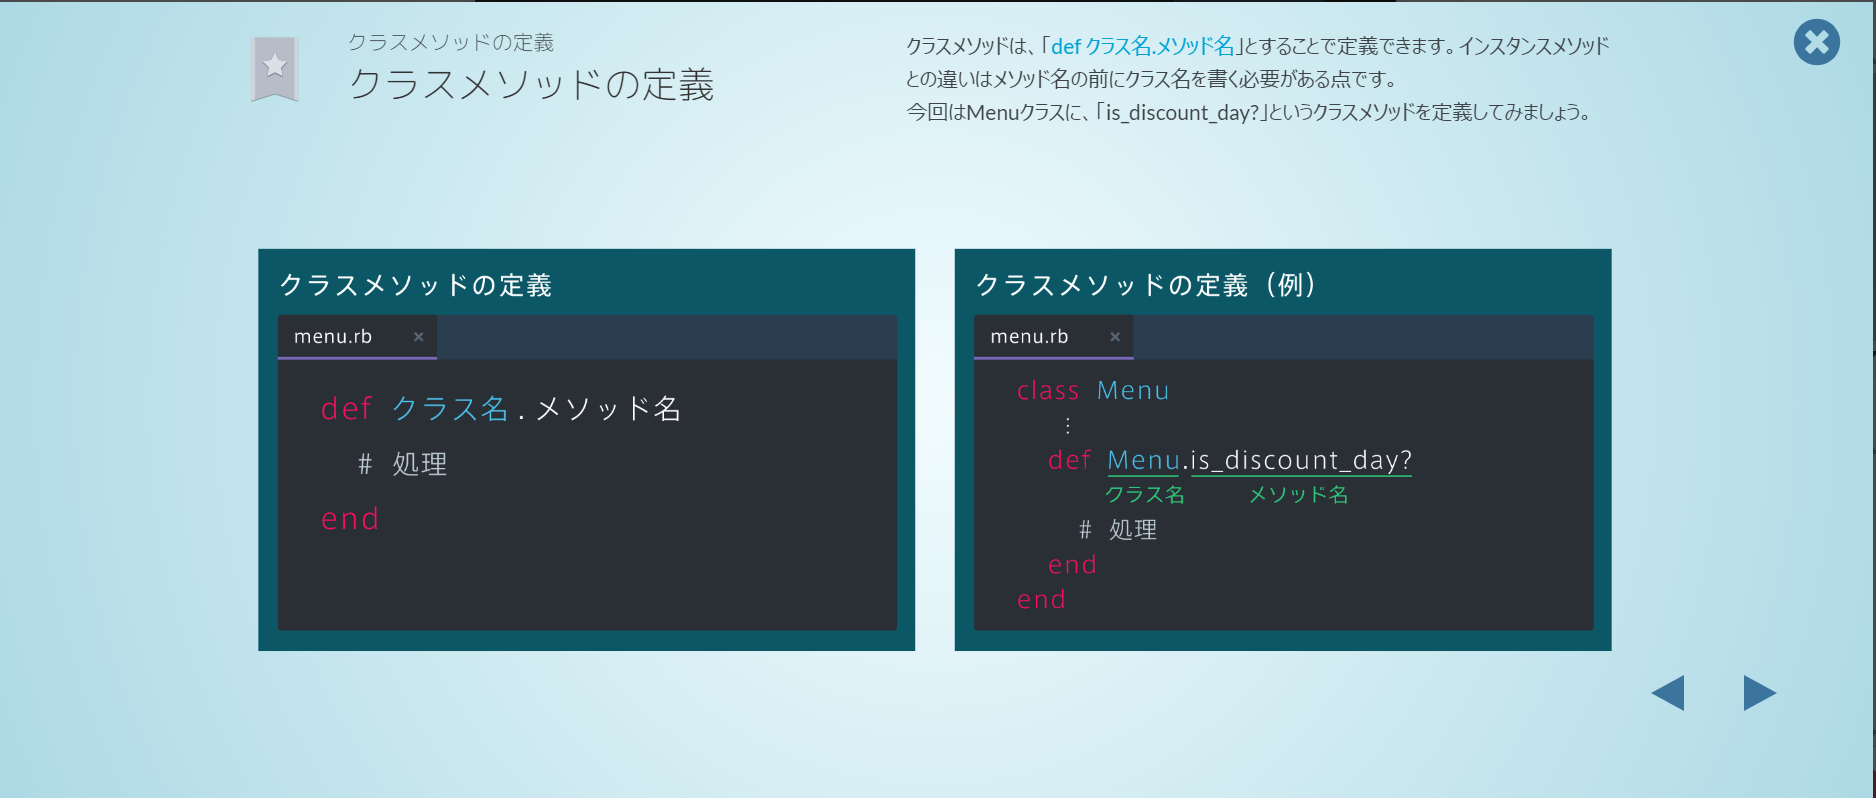 クラスメソッドの定義
クラスメソッドの定義
クラスメソッドは、「def クラス名.メソッド名」とすることで定義できます。インスタンスメソッド
との違いはメソッド名の前にクラス名を書く必要がある点です。
今回はMenuクラスに、「is_discount_day?」というクラスメソッドを定義してみましょう。
クラスメソッドの定義
menu.rb ×
def クラス名.メソッド名
# 処理
end
クラスメソッドの定義（例）
menu.rb ×
class Menu
⋮
def Menu.is_discount_day?
クラス名 メソッド名
# 処理
end
end